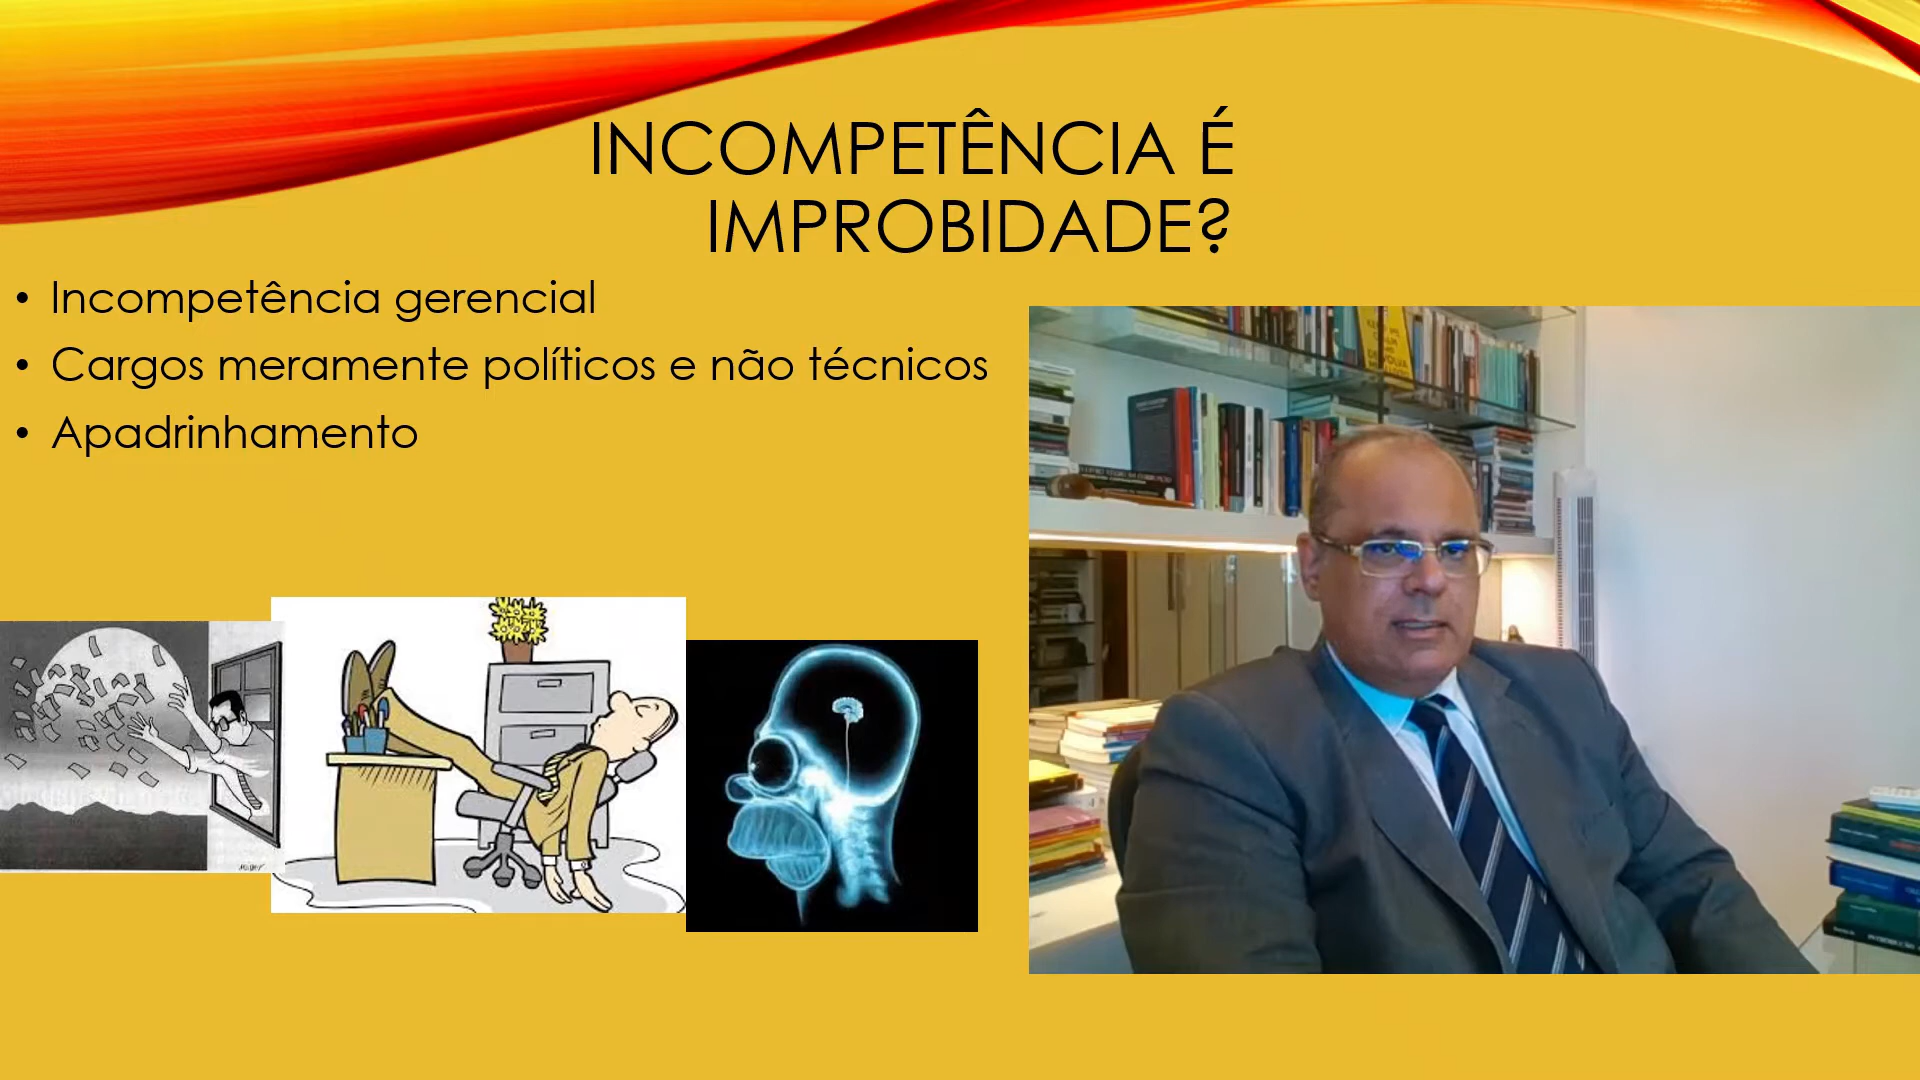 INCOMPETÊNCIA É
IMPROBIDADE?
• Incompetência gerencial
• Cargos meramente políticos e não técnicos
• Apadrinhamento